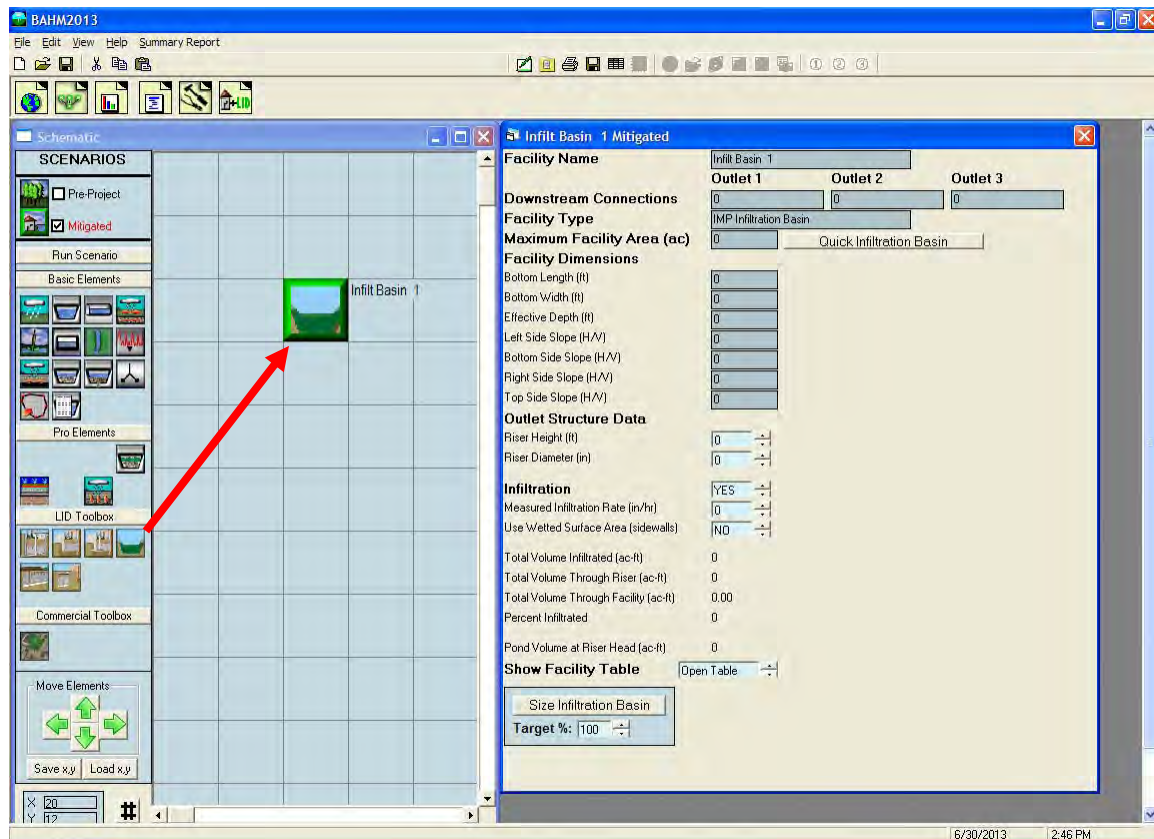 BAHM2013
File Edit View Help Summary Report
Schematic
SCENARIOS
Pre-Project
Mitigated
Run Scenario
Basic Elements
Pro Elements
LID Toolbox
Commercial Toolbox
Move Elements
Save x,y Load x,y
X 20
Y 12
#
Infilt Basin 1
Infilt Basin 1 Mitigated
Facility Name Infilt Basin 1
Outlet 1 Outlet 2 Outlet 3
Downstream Connections 0 0 0
Facility Type IMP Infiltration Basin
Maximum Facility Area (ac) 0 Quick Infiltration Basin
Facility Dimensions
Bottom Length (ft) 0
Bottom Width (ft) 0
Effective Depth (ft) 0
Left Side Slope (H/V) 0
Bottom Side Slope (H/V) 0
Right Side Slope (H/V) 0
Top Side Slope (H/V) 0
Outlet Structure Data
Riser Height (ft) 0
Riser Diameter (in) 0
Infiltration YES
Measured Infiltration Rate (in/hr) 0
Use Wetted Surface Area (sidewalls) NO
Total Volume Infiltrated (ac-ft) 0
Total Volume Through Riser (ac-ft) 0
Total Volume Through Facility (ac-ft) 0.00
Percent Infiltrated 0
Pond Volume at Riser Head (ac-ft) 0
Show Facility Table Open Table
Size Infiltration Basin
Target %: 100
6/30/2013 2:46 PM